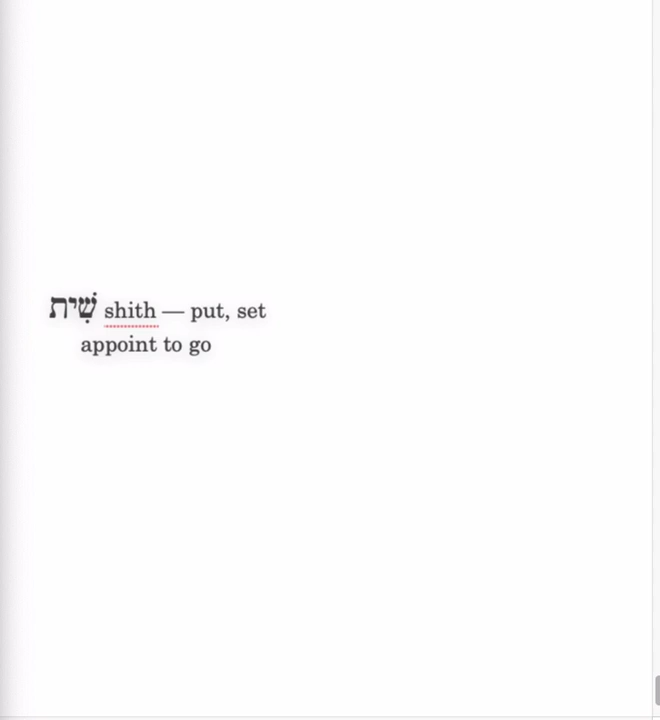 שִׁית shith — put, set
appoint to go